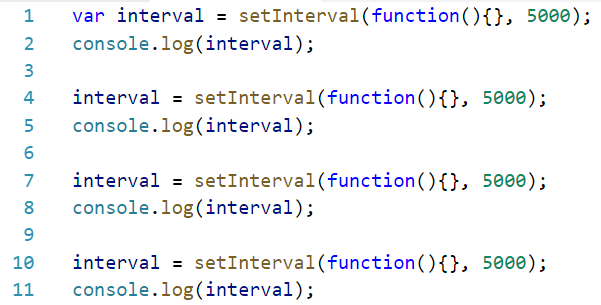 1 var interval = setInterval(function(){}, 5000);
2 console.log(interval);
3
4 interval = setInterval(function(){}, 5000);
5 console.log(interval);
6
7 interval = setInterval(function(){}, 5000);
8 console.log(interval);
9
10 interval = setInterval(function(){}, 5000);
11 console.log(interval);